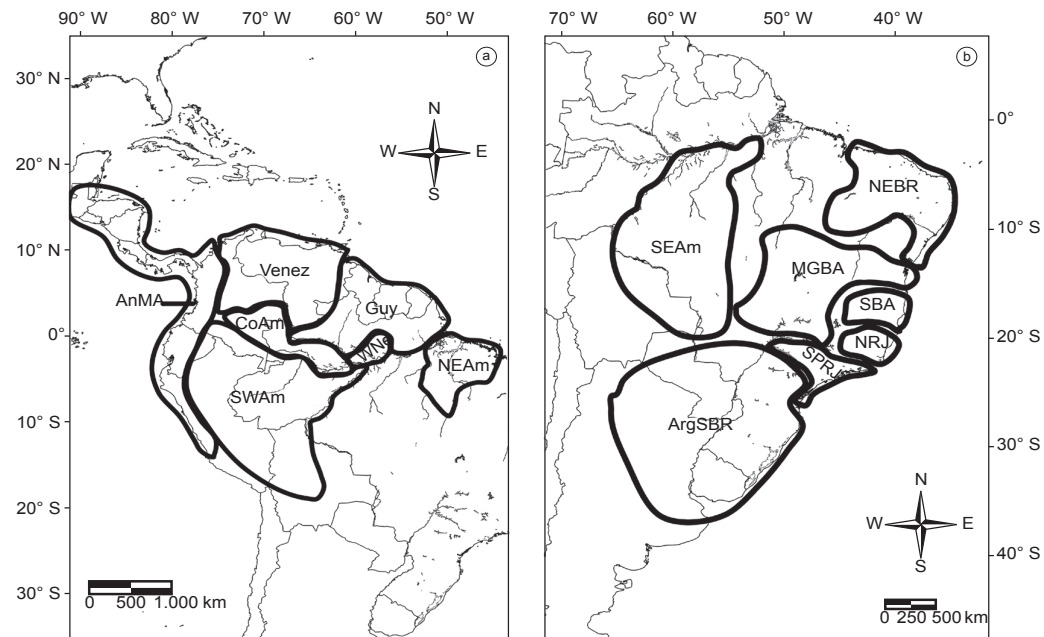 90° W 80° W 70° W 60° W 50° W
a
30° N
20° N
10° N
0°
10° S
20° S
30° S
N
W E
S
Venez
AnMA
Guy
CoAm
WNe
NEAm
SWAm
0 500 1.000 km
70° W 60° W 50° W 40° W
b
0°
10° S
20° S
30° S
40° S
NEBR
SEAm
MGBA
SBA
NRJ
SPRJ
ArgSBR
N
W E
S
0 250 500 km